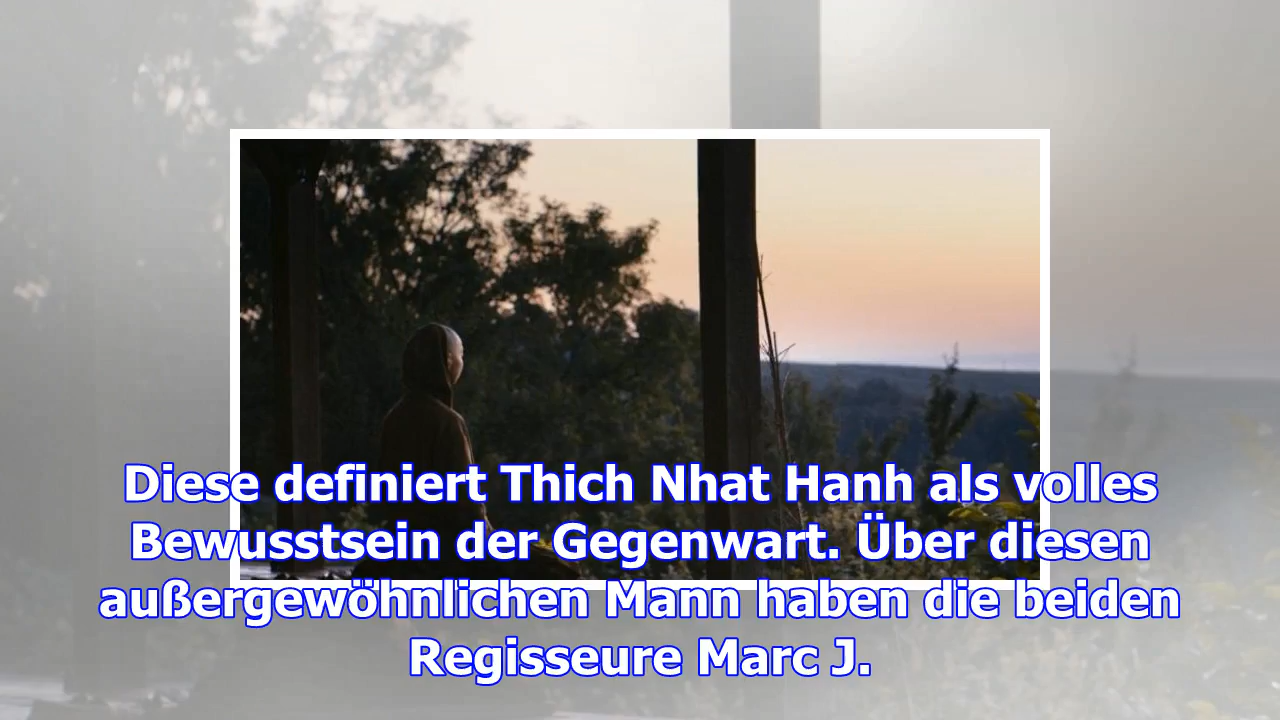 Diese definiert Thich Nhat Hanh als volles
Bewusstsein der Gegenwart. Über diesen
außergewöhnlichen Mann haben die beiden
Regisseure Marc J.